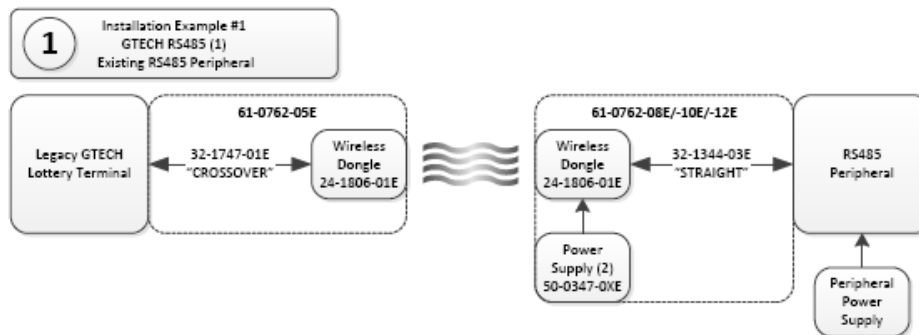 1
Installation Example #1
GTECH RS485 (1)
Existing RS485 Peripheral
61-0762-05E
Legacy GTECH
Lottery Terminal
32-1747-01E
"CROSSOVER"
Wireless
Dongle
24-1806-01E
61-0762-08E/-10E/-12E
Wireless
Dongle
24-1806-01E
32-1344-03E
"STRAIGHT"
RS485
Peripheral
Power
Supply (2)
50-0347-0XE
Peripheral
Power
Supply